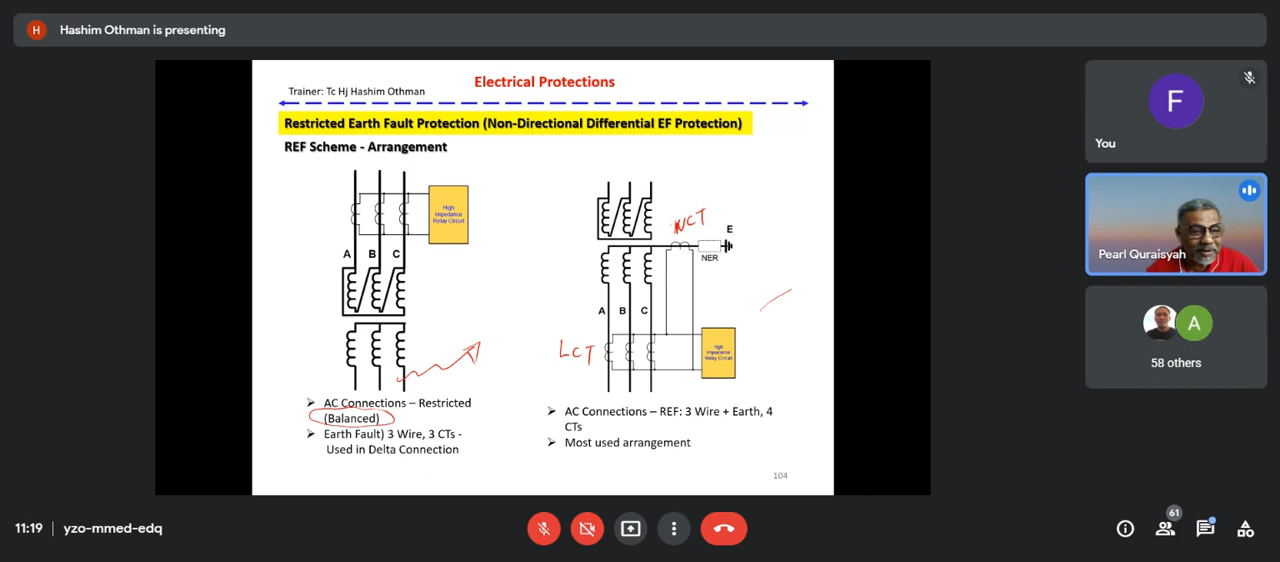 H
Hashim Othman is presenting
Electrical Protections
Trainer: Tc Hj Hashim Othman
Restricted Earth Fault Protection (Non-Directional Differential EF Protection)
REF Scheme - Arrangement
High
Impedance
Relay Circuit
A B C
NCT
E
NER
A B C
LCT
High
Impedance
Relay Circuit
➢ AC Connections – Restricted
(Balanced)
➢ Earth Fault) 3 Wire, 3 CTs -
Used in Delta Connection
➢ AC Connections – REF: 3 Wire + Earth, 4
CTs
➢ Most used arrangement
104
F
You
Pearl Quraisyah
A
58 others
11:19 | yzo-mmed-edq
61